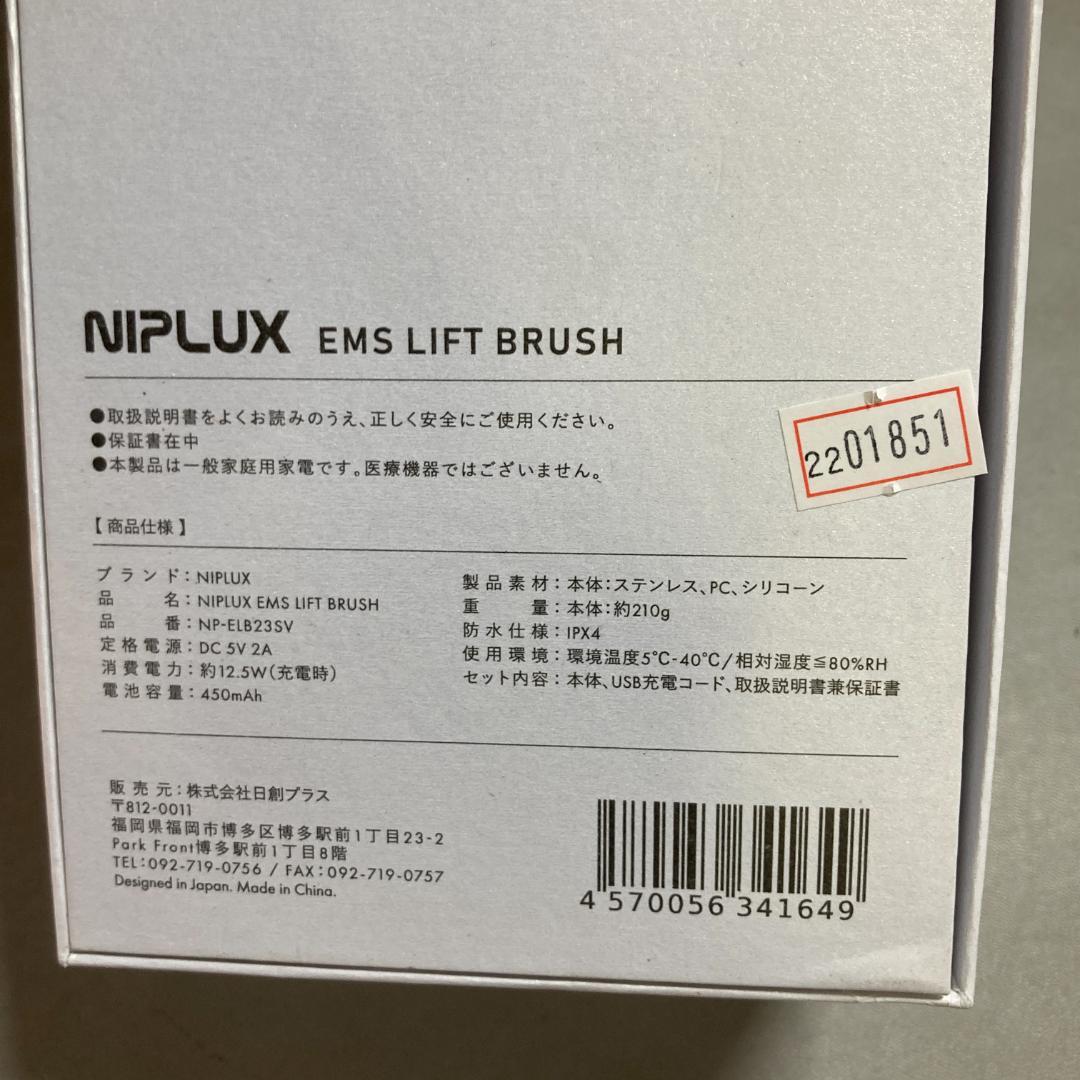 NIPLUX EMS LIFT BRUSH
●取扱説明書をよくお読みのうえ、正しく安全にご使用ください。
●保証書在中
●本製品は一般家庭用家電です。医療機器ではございません。
2201851
【商品仕様】
ブランド：NIPLUX
品名：NIPLUX EMS LIFT BRUSH
品番：NP-ELB23SV
定格電源：DC 5V 2A
消費電力：約12.5W（充電時）
電池容量：450mAh
製品素材：本体：ステンレス、PC、シリコーン
重量：本体：約210g
防水仕様：IPX4
使用環境：環境温度5℃-40℃/相対湿度≦80%RH
セット内容：本体、USB充電コード、取扱説明書兼保証書
販売元：株式会社日創プラス
〒812-0011
福岡県福岡市博多区博多駅前1丁目23-2
Park Front博多駅前1丁目8階
TEL：092-719-0756 / FAX：092-719-0757
Designed in Japan. Made in China.
4 570056 341649